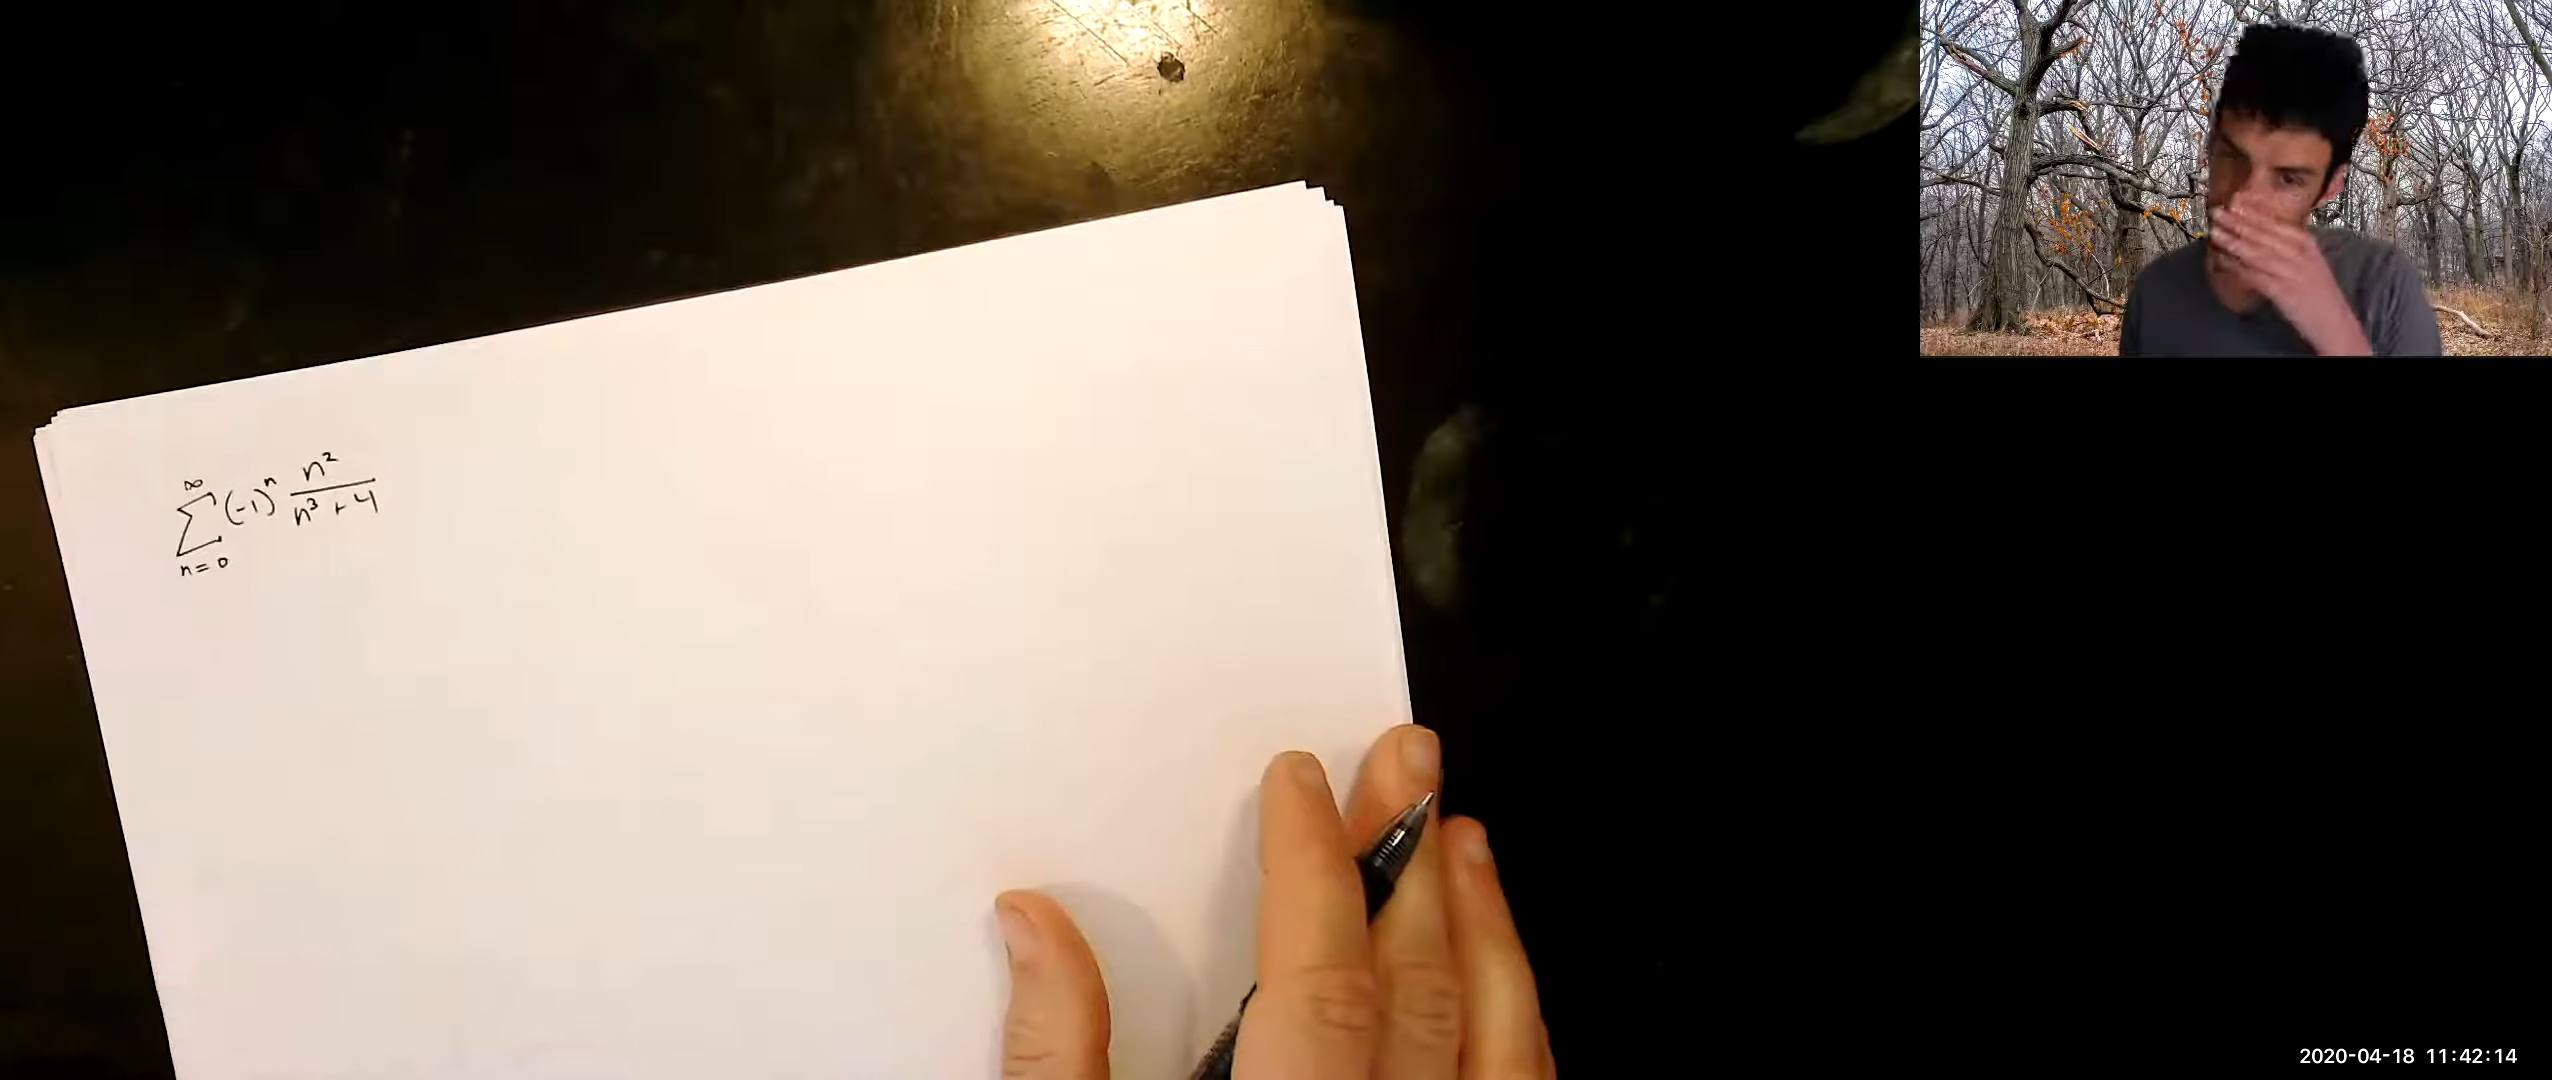 ∞
∑ (-1)ⁿ n² / (n³ + 4)
n = 0
2020-04-18 11:42:14